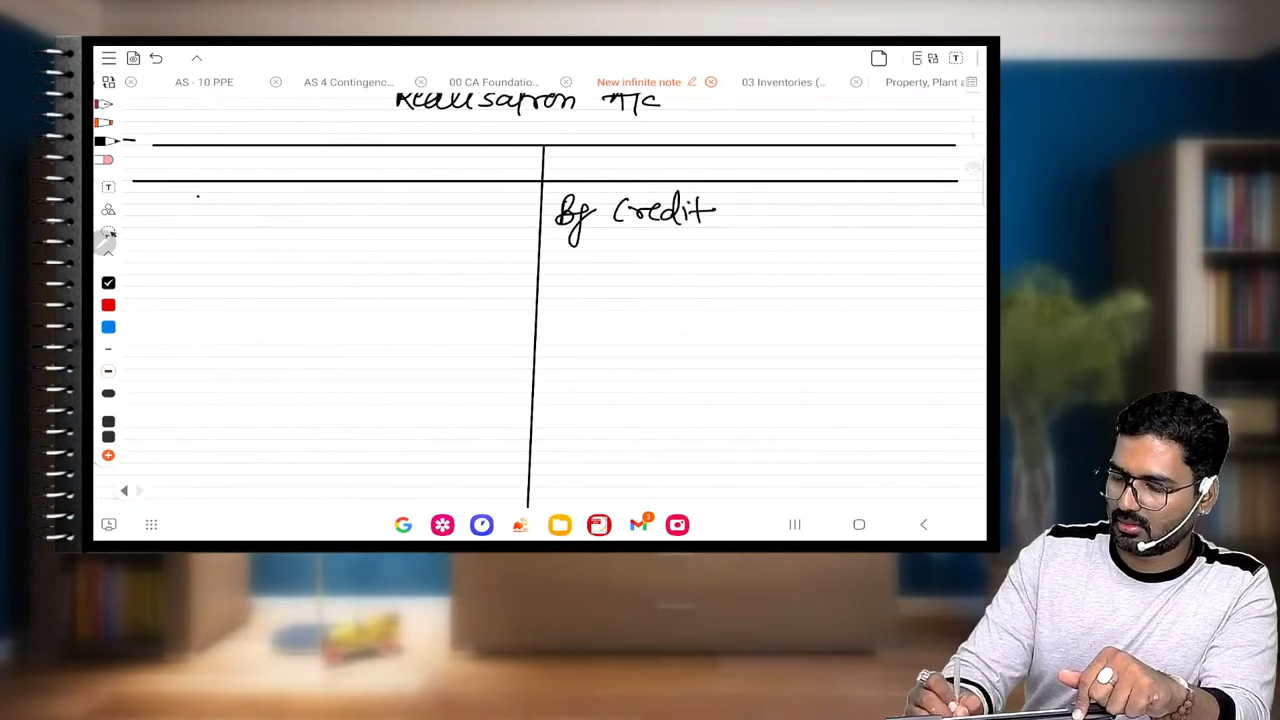 AS - 10 PPE
AS 4 Contingenc...
00 CA Foundatio...
New infinite note
03 Inventories (...
Property, Plant a
Realisation A/c
By Credit
3